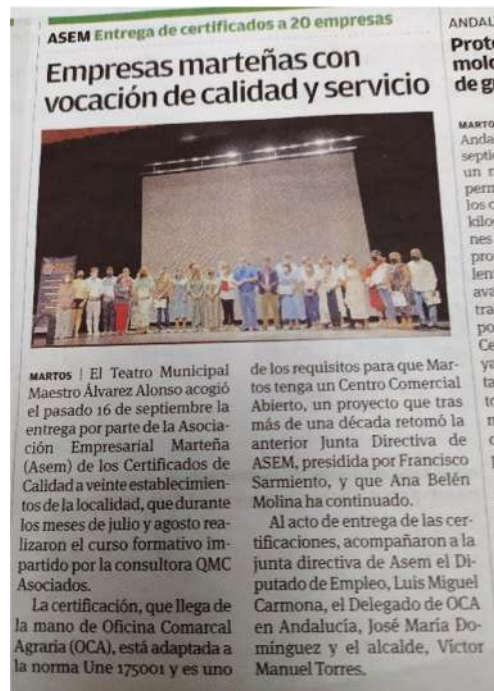 ASEM Entrega de certificados a 20 empresas
Empresas marteñas con
vocación de calidad y servicio
MARTOS | El Teatro Municipal
Maestro Álvarez Alonso acogió
el pasado 16 de septiembre la
entrega por parte de la Asocia-
ción Empresarial Marteña
(Asem) de los Certificados de
Calidad a veinte establecimien-
tos de la localidad, que durante
los meses de julio y agosto rea-
lizaron el curso formativo im-
partido por la consultora QMC
Asociados.
La certificación, que llega de
la mano de Oficina Comarcal
Agraria (OCA), está adaptada a
la norma Une 175001 y es uno
de los requisitos para que Mar-
tos tenga un Centro Comercial
Abierto, un proyecto que tras
más de una década retomó la
anterior Junta Directiva de
ASEM, presidida por Francisco
Sarmiento, y que Ana Belén
Molina ha continuado.
Al acto de entrega de las cer-
tificaciones, acompañaron a la
junta directiva de Asem el Di-
putado de Empleo, Luis Miguel
Carmona, el Delegado de OCA
en Andalucía, José María Do-
mínguez y el alcalde, Víctor
Manuel Torres.
ANDAL
Prote
molo
de g
MARTO
Anda
septi
un
perm
los c
kilo
nes
pro
len
ava
tra
po
Ce
ya
ta
to